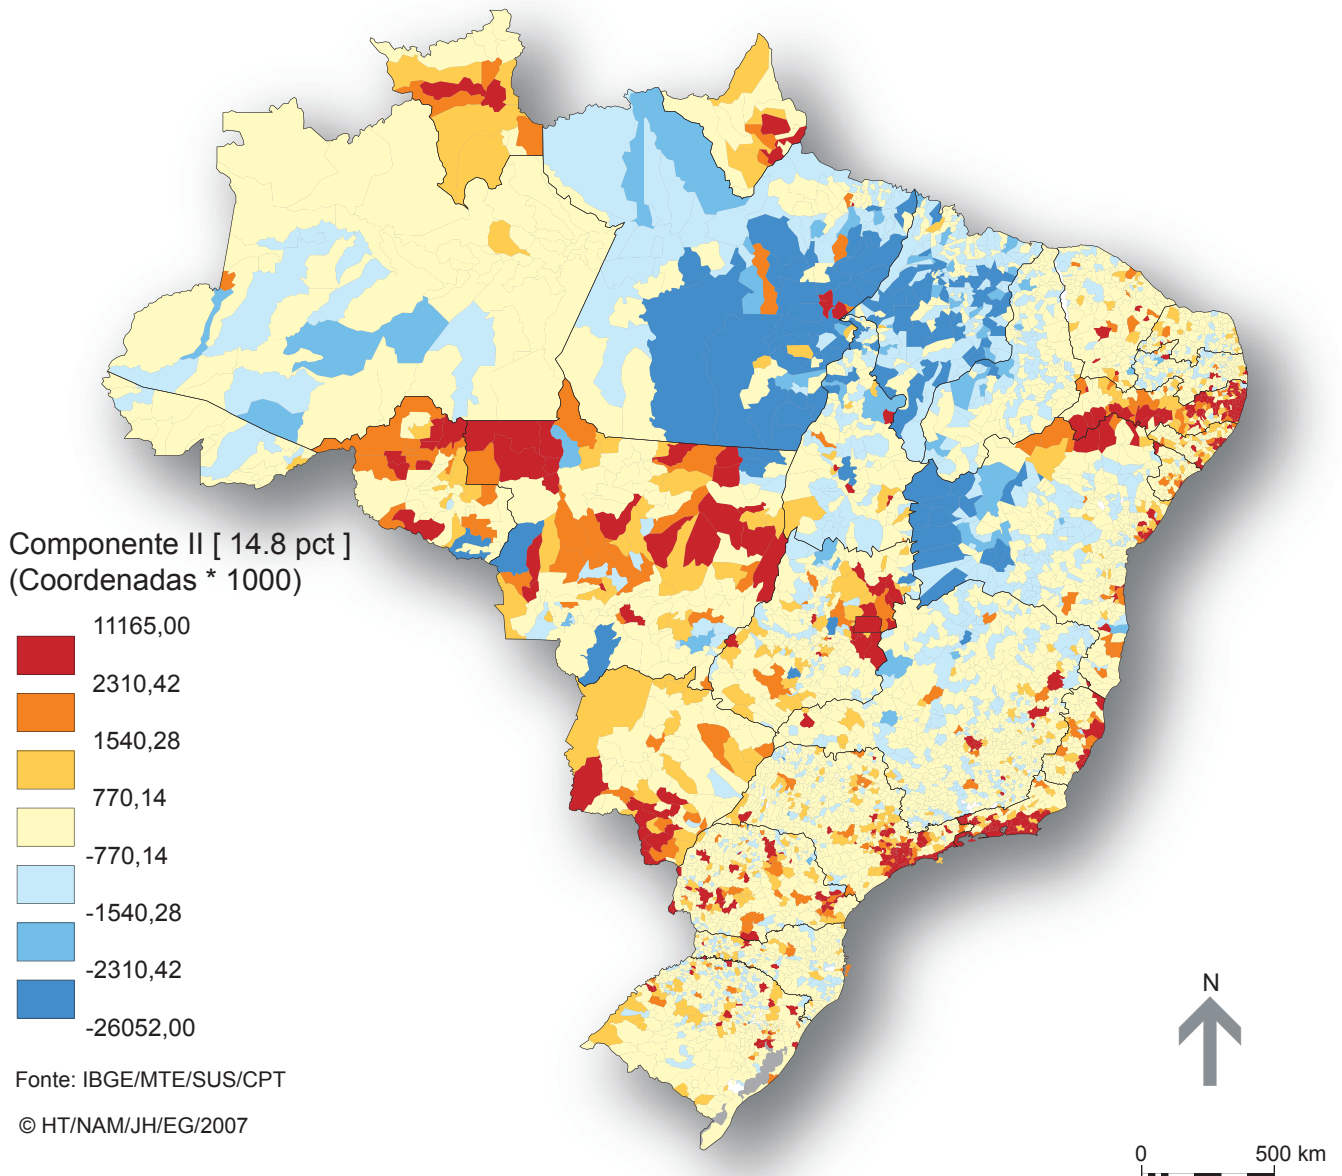 Componente II [ 14.8 pct ]
(Coordenadas * 1000)
11165,00
2310,42
1540,28
770,14
-770,14
-1540,28
-2310,42
-26052,00
Fonte: IBGE/MTE/SUS/CPT
© HT/NAM/JH/EG/2007
N
0 500 km